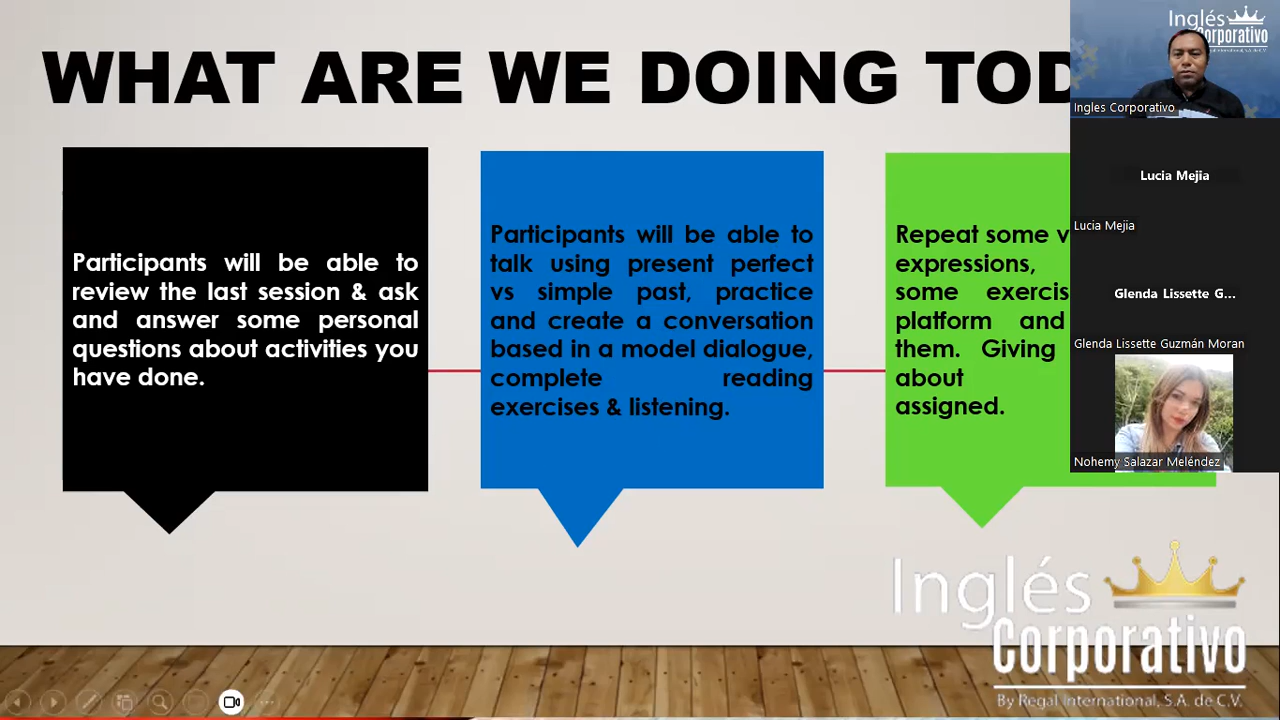 WHAT ARE WE DOING TOD
Participants will be able to
review the last session & ask
and answer some personal
questions about activities you
have done.
Participants will be able to
talk using present perfect
vs simple past, practice
and create a conversation
based in a model dialogue,
complete reading
exercises & listening.
Repeat some v
expressions,
some exercis
platform and
them. Giving
about
assigned.
Inglés
Corporativo
Ingles Corporativo
Lucia Mejia
Lucia Mejia
Glenda Lissette G...
Glenda Lissette Guzmán Moran
Nohemy Salazar Meléndez
Inglés
Corporativo
By Regal International, S.A. de C.V.